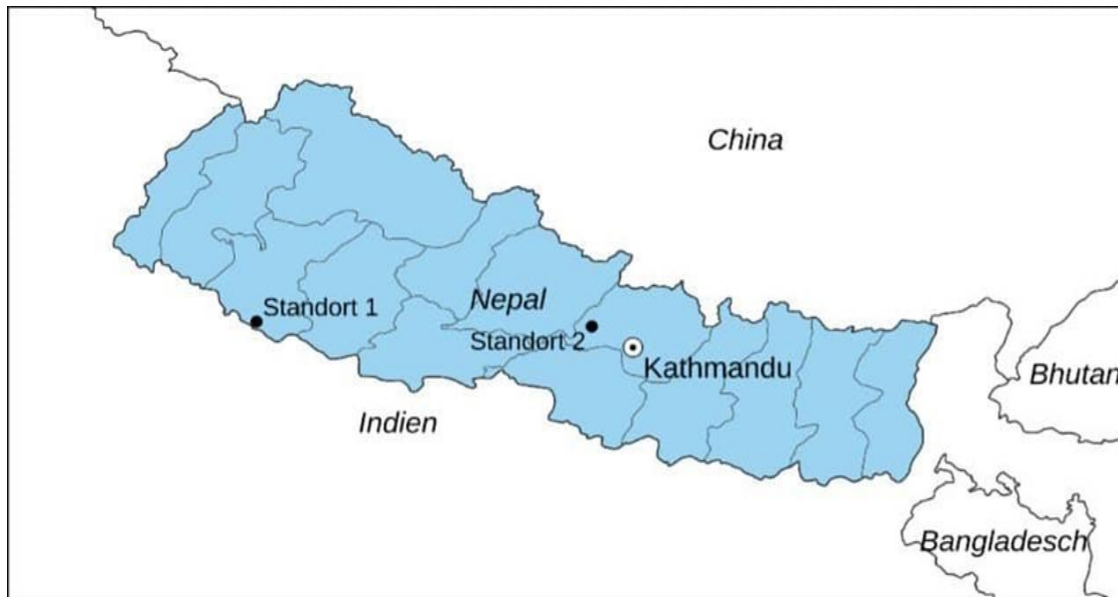 China
Standort 1
Nepal
Standort 2
Kathmandu
Bhutan
Indien
Bangladesch